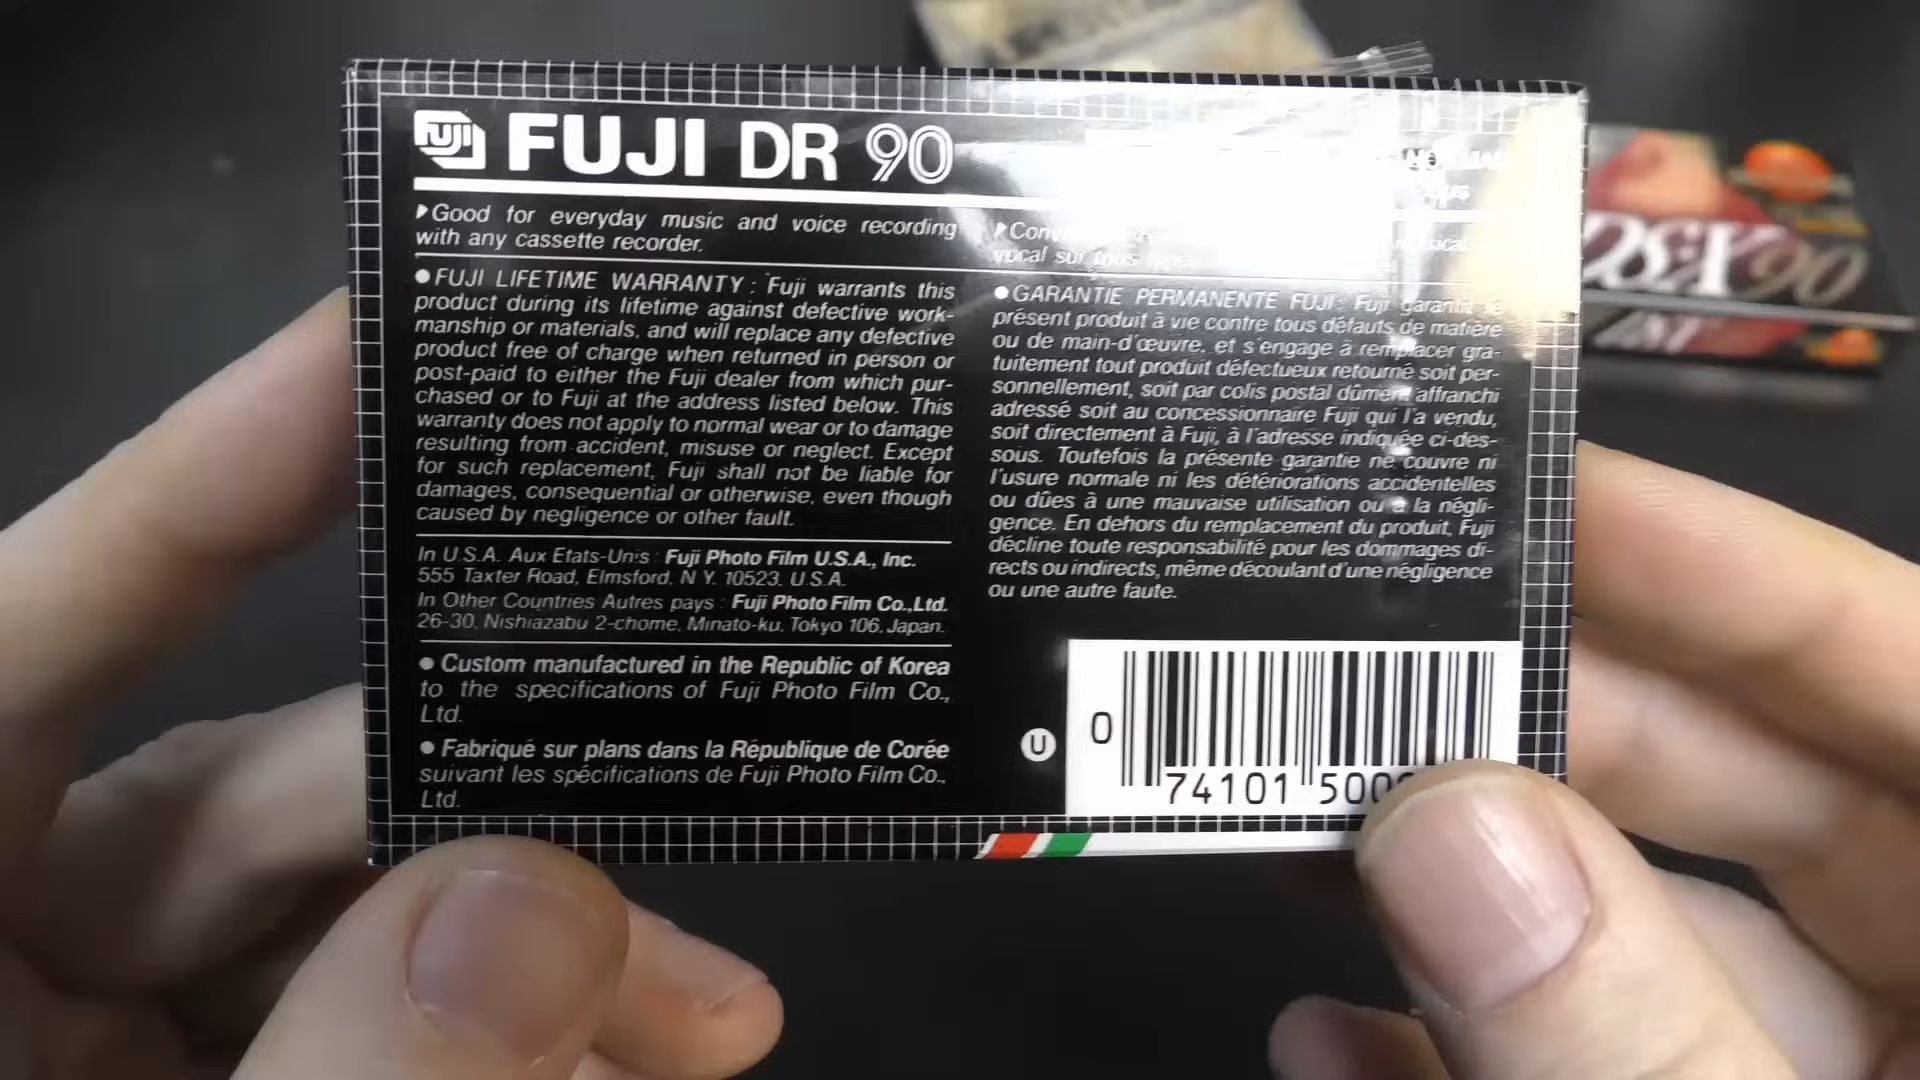 FUJI
FUJI DR 90
Good for everyday music and voice recording
with any cassette recorder.
●FUJI LIFETIME WARRANTY : Fuji warrants this
product during its lifetime against defective work-
manship or materials, and will replace any defective
product free of charge when returned in person or
post-paid to either the Fuji dealer from which pur-
chased or to Fuji at the address listed below. This
warranty does not apply to normal wear or to damage
resulting from accident, misuse or neglect. Except
for such replacement, Fuji shall not be liable for
damages, consequential or otherwise, even though
caused by negligence or other fault.
In U.S.A. Aux Etats-Unis : Fuji Photo Film U.S.A., Inc.
555 Taxter Road, Elmsford, N.Y. 10523, U.S.A.
In Other Countries Autres pays : Fuji Photo Film Co.,Ltd.
26-30, Nishiazabu 2-chome, Minato-ku, Tokyo 106, Japan.
● Custom manufactured in the Republic of Korea
to the specifications of Fuji Photo Film Co.,
Ltd.
● Fabriqué sur plans dans la République de Corée
suivant les spécifications de Fuji Photo Film Co.,
Ltd.
vocal sur tous
●GARANTIE PERMANENTE FUJI : Fuji garantit le
présent produit à vie contre tous défauts de matière
ou de main-d'œuvre, et s'engage à remplacer gra-
tuitement tout produit défectueux retourné soit per-
sonnellement, soit par colis postal dûment affranchi
adressé soit au concessionnaire Fuji qui l'a vendu,
soit directement à Fuji, à l'adresse indiquée ci-des-
sous. Toutefois la présente garantie ne couvre ni
l'usure normale ni les détériorations accidentelles
ou dûes à une mauvaise utilisation ou à la négli-
gence. En dehors du remplacement du produit, Fuji
décline toute responsabilité pour les dommages di-
rects ou indirects, même découlant d'une négligence
ou une autre faute.
U
0 74101 500
DR-X 90